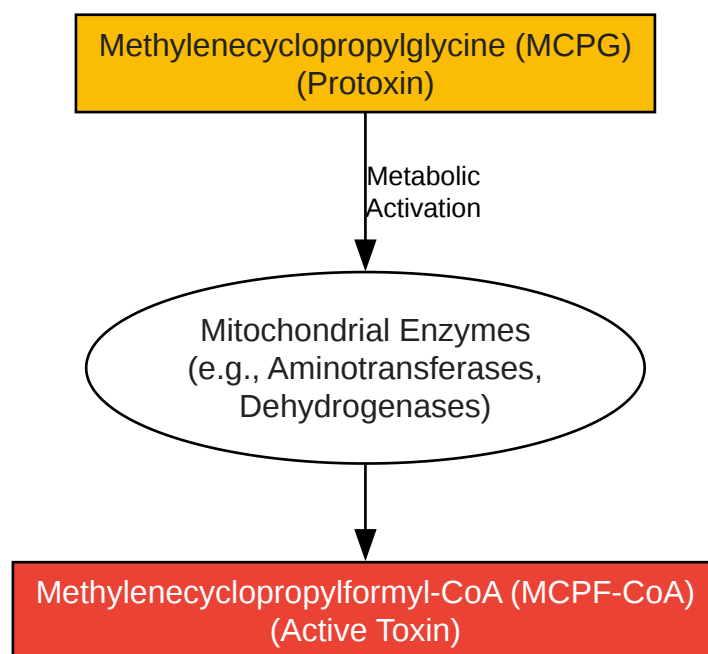 Methylenecyclopropylglycine (MCPG)
(Protoxin)
Metabolic
Activation
Mitochondrial Enzymes
(e.g., Aminotransferases,
Dehydrogenases)
Methylenecyclopropylformyl-CoA (MCPF-CoA)
(Active Toxin)